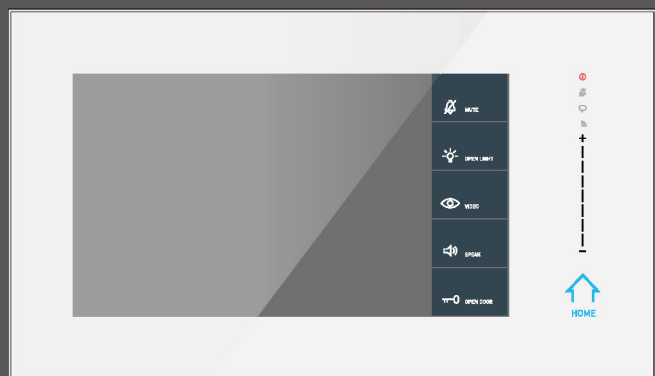 MUTE
OPEN LIGHT
VIDEO
SPEAK
OPEN DOOR
+
-
HOME